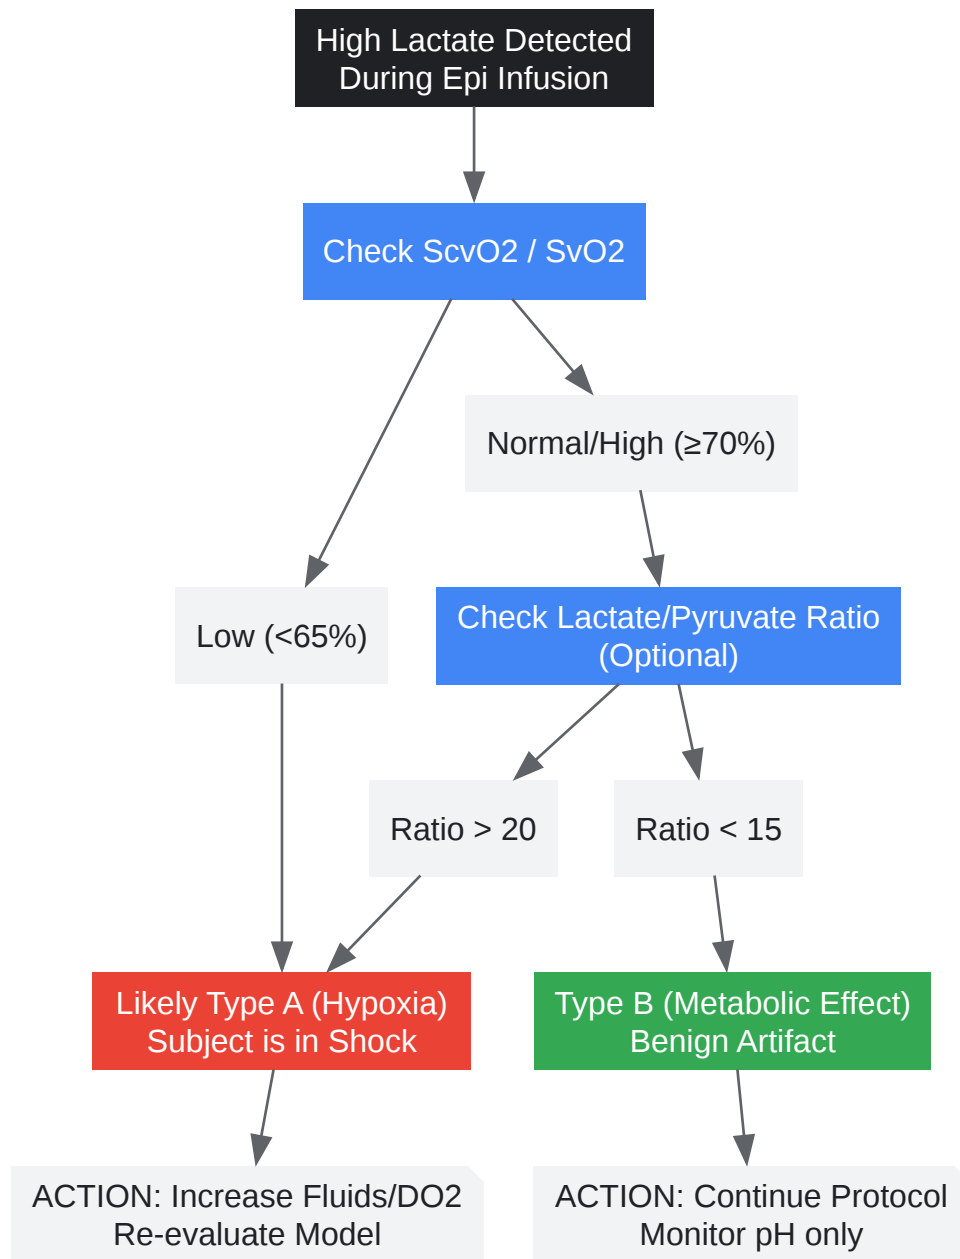 High Lactate Detected
During Epi Infusion
Check ScvO2 / SvO2
Normal/High (≥70%)
Low (<65%)
Check Lactate/Pyruvate Ratio
(Optional)
Ratio > 20
Ratio < 15
Likely Type A (Hypoxia)
Subject is in Shock
Type B (Metabolic Effect)
Benign Artifact
ACTION: Increase Fluids/DO2
Re-evaluate Model
ACTION: Continue Protocol
Monitor pH only